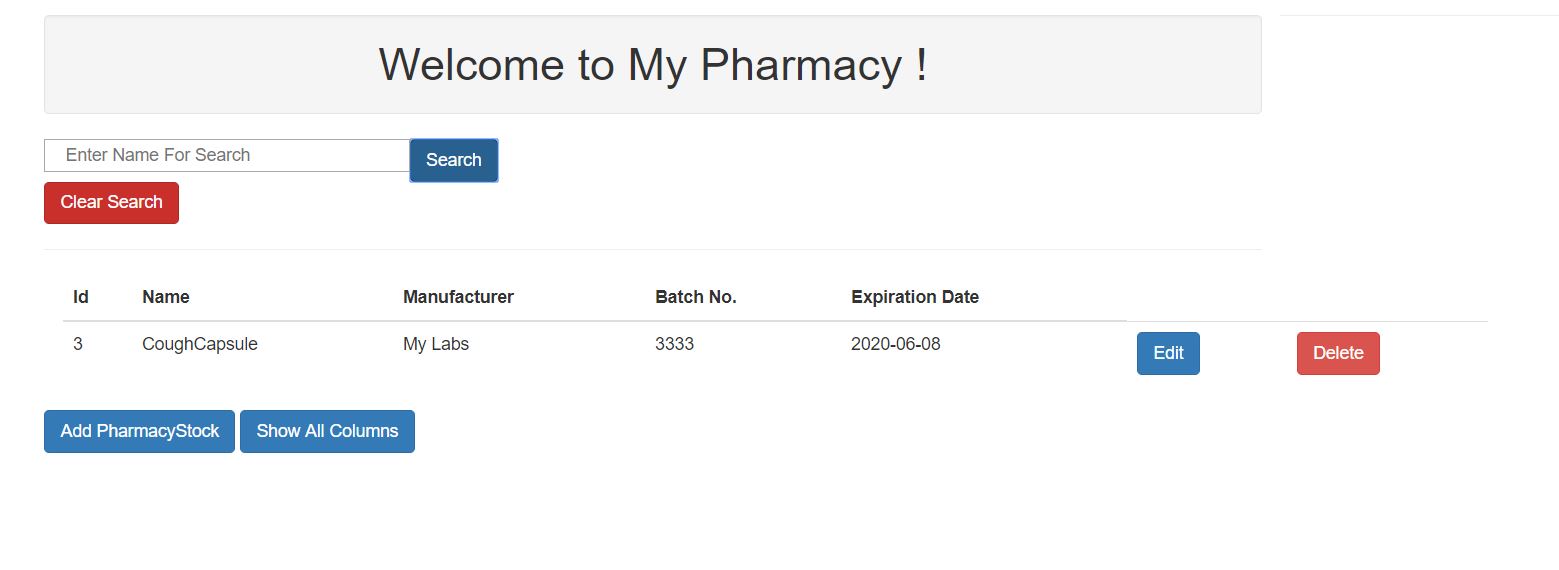 Welcome to My Pharmacy !
Enter Name For Search Search
Clear Search
Id Name Manufacturer Batch No. Expiration Date
3 CoughCapsule My Labs 3333 2020-06-08 Edit Delete
Add PharmacyStock Show All Columns